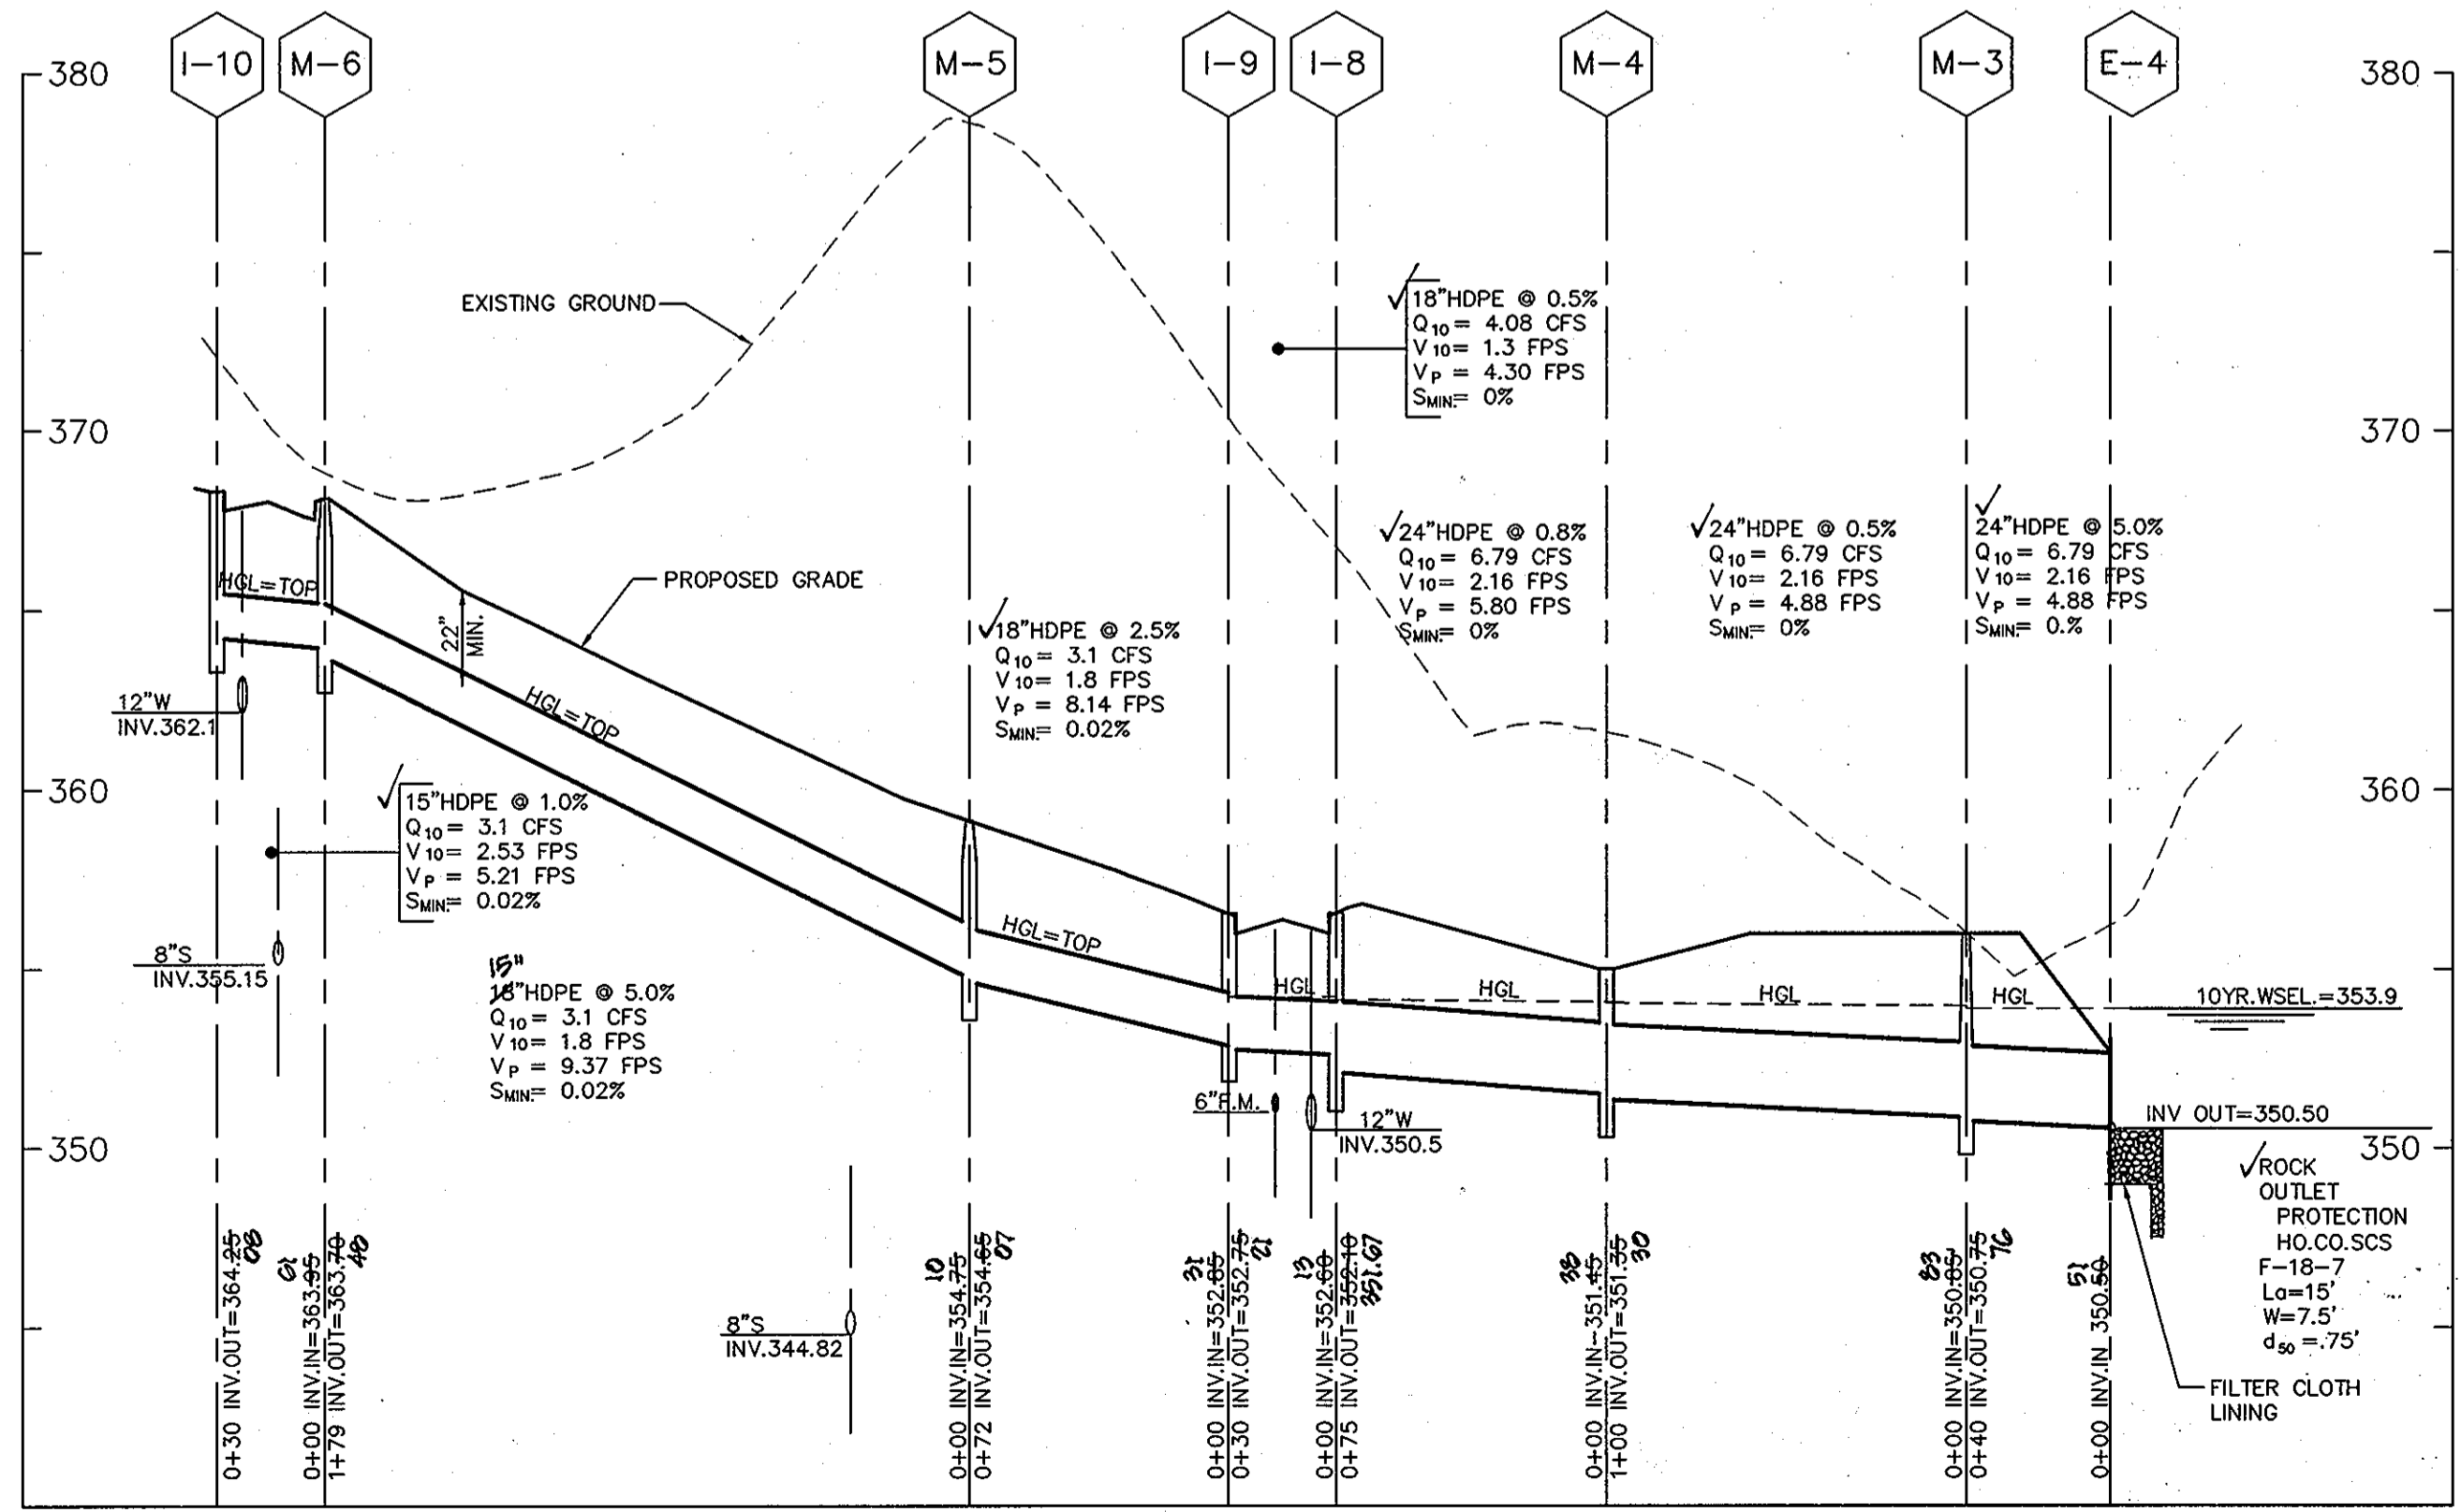 I-10
M-6
M-5
I-9
I-8
M-4
M-3
E-4
380
380
EXISTING GROUND
18"HDPE @ 0.5%
Q10= 4.08 CFS
V10= 1.3 FPS
VP = 4.30 FPS
SMIN.= 0%
370
370
24"HDPE @ 0.8%
Q10= 6.79 CFS
V10= 2.16 FPS
VP = 5.80 FPS
SMIN.= 0%
24"HDPE @ 0.5%
Q10= 6.79 CFS
V10= 2.16 FPS
VP = 4.88 FPS
SMIN.= 0%
24"HDPE @ 5.0%
Q10= 6.79 CFS
V10= 2.16 FPS
VP = 4.88 FPS
SMIN.= 0.%
HGL=TOP
PROPOSED GRADE
22"
MIN.
18"HDPE @ 2.5%
Q10= 3.1 CFS
V10= 1.8 FPS
VP = 8.14 FPS
SMIN.= 0.02%
HGL=TOP
12"W
INV.362.1
360
360
15"HDPE @ 1.0%
Q10= 3.1 CFS
V10= 2.53 FPS
VP = 5.21 FPS
SMIN.= 0.02%
HGL=TOP
8"S
INV.355.15
15"
18"HDPE @ 5.0%
Q10= 3.1 CFS
V10= 1.8 FPS
VP = 9.37 FPS
SMIN.= 0.02%
HGL
HGL
HGL
HGL
10YR.WSEL.=353.9
6"F.M.
12"W
INV.350.5
INV OUT=350.50
350
350
ROCK
OUTLET
PROTECTION
HO.CO.SCS
F-18-7
La=15'
W=7.5'
d50=.75'
FILTER CLOTH
LINING
8"S
INV.344.82
0+30 INV.OUT=364.25
08
0+00 INV.IN=363.95
1+79 INV.OUT=363.70
0+00 INV.IN=354.75
10
0+72 INV.OUT=354.65
07
0+00 INV.IN=352.85
31
0+30 INV.OUT=352.75
21
0+00 INV.IN=352.60
13
0+75 INV.OUT=352.10
351.67
0+00 INV.IN=351.45
38
1+00 INV.OUT=351.35
30
0+00 INV.IN=350.85
83
0+40 INV.OUT=350.75
76
0+00 INV.IN 350.50
51